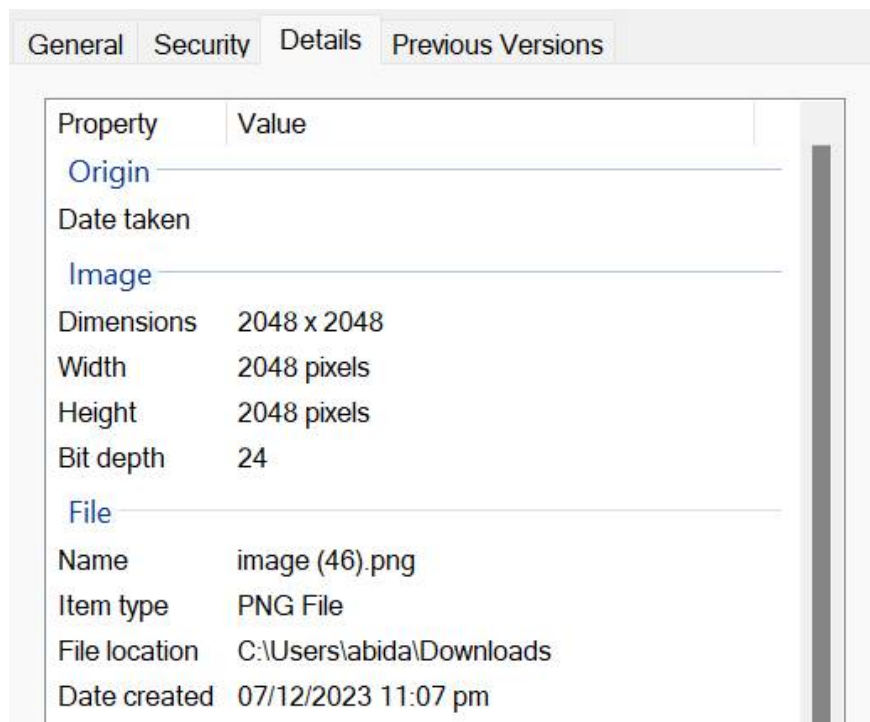 General Security Details Previous Versions
Property Value
Origin
Date taken
Image
Dimensions 2048 x 2048
Width 2048 pixels
Height 2048 pixels
Bit depth 24
File
Name image (46).png
Item type PNG File
File location C:\Users\abida\Downloads
Date created 07/12/2023 11:07 pm